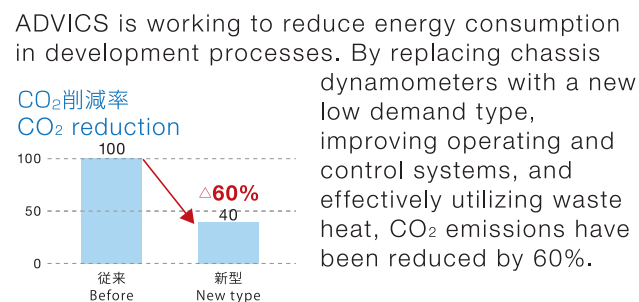 ADVICS is working to reduce energy consumption
in development processes. By replacing chassis
dynamometers with a new
low demand type,
improving operating and
control systems, and
effectively utilizing waste
heat, CO₂ emissions have
been reduced by 60%.
CO₂削減率
CO₂ reduction
100
100
△60%
50
40
0
従来
Before
新型
New type